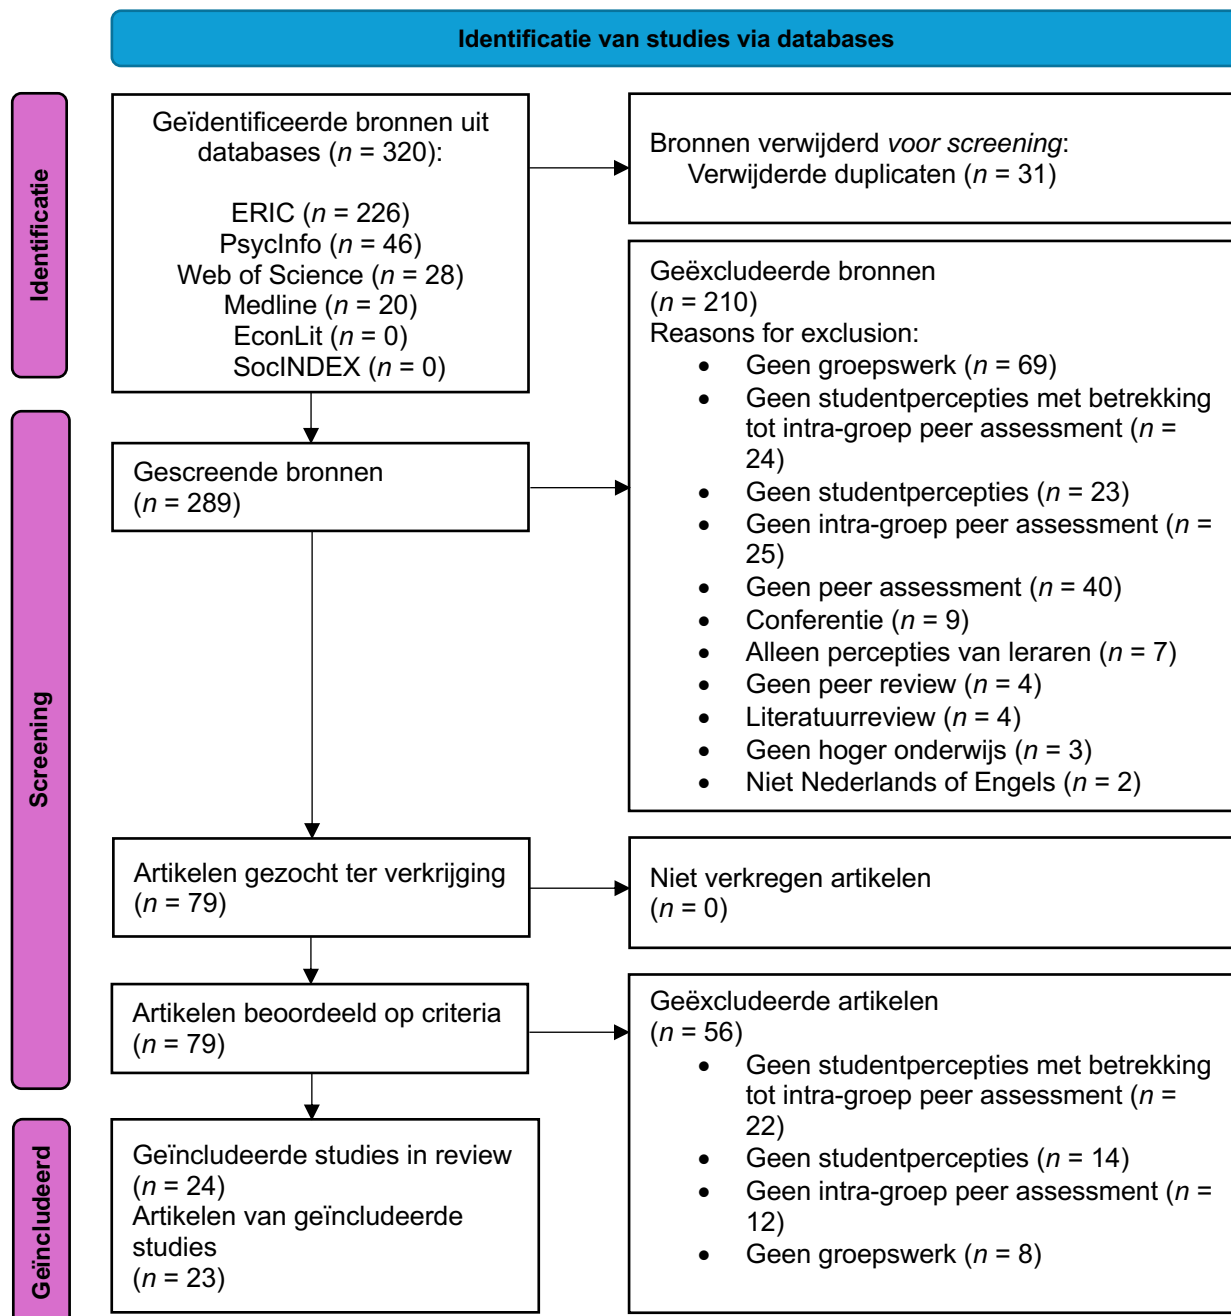 Identificatie van studies via databases
Identificatie
Geïdentificeerde bronnen uit
databases (n = 320):
ERIC (n = 226)
PsycInfo (n = 46)
Web of Science (n = 28)
Medline (n = 20)
EconLit (n = 0)
SocINDEX (n = 0)
Bronnen verwijderd voor screening:
Verwijderde duplicaten (n = 31)
Screening
Gescreende bronnen
(n = 289)
Geëxcludeerde bronnen
(n = 210)
Reasons for exclusion:
• Geen groepswerk (n = 69)
• Geen studentpercepties met betrekking
tot intra-groep peer assessment (n =
24)
• Geen studentpercepties (n = 23)
• Geen intra-groep peer assessment (n =
25)
• Geen peer assessment (n = 40)
• Conferentie (n = 9)
• Alleen percepties van leraren (n = 7)
• Geen peer review (n = 4)
• Literatuurreview (n = 4)
• Geen hoger onderwijs (n = 3)
• Niet Nederlands of Engels (n = 2)
Artikelen gezocht ter verkrijging
(n = 79)
Niet verkregen artikelen
(n = 0)
Artikelen beoordeeld op criteria
(n = 79)
Geëxcludeerde artikelen
(n = 56)
• Geen studentpercepties met betrekking
tot intra-groep peer assessment (n =
22)
• Geen studentpercepties (n = 14)
• Geen intra-groep peer assessment (n =
12)
• Geen groepswerk (n = 8)
Geïncludeerd
Geïncludeerde studies in review
(n = 24)
Artikelen van geïncludeerde
studies
(n = 23)